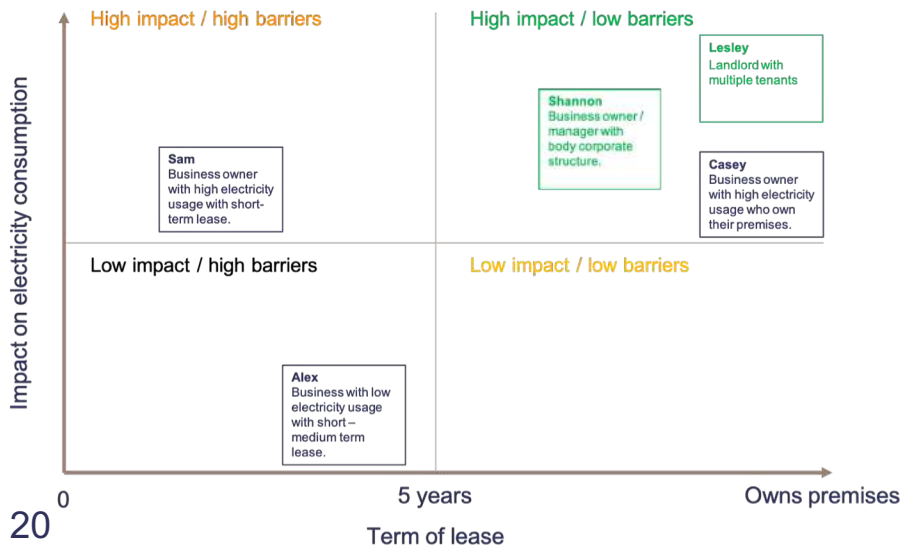 High impact / high barriers
High impact / low barriers
Impact on electricity consumption
Lesley
Landlord with
multiple tenants
Shannon
Business owner /
manager with
body corporate
structure.
Sam
Business owner
with high electricity
usage with short-
term lease.
Casey
Business owner
with high electricity
usage who own
their premises.
Low impact / high barriers
Low impact / low barriers
Alex
Business with low
electricity usage
with short –
medium term
lease.
0
5 years
Owns premises
20
Term of lease